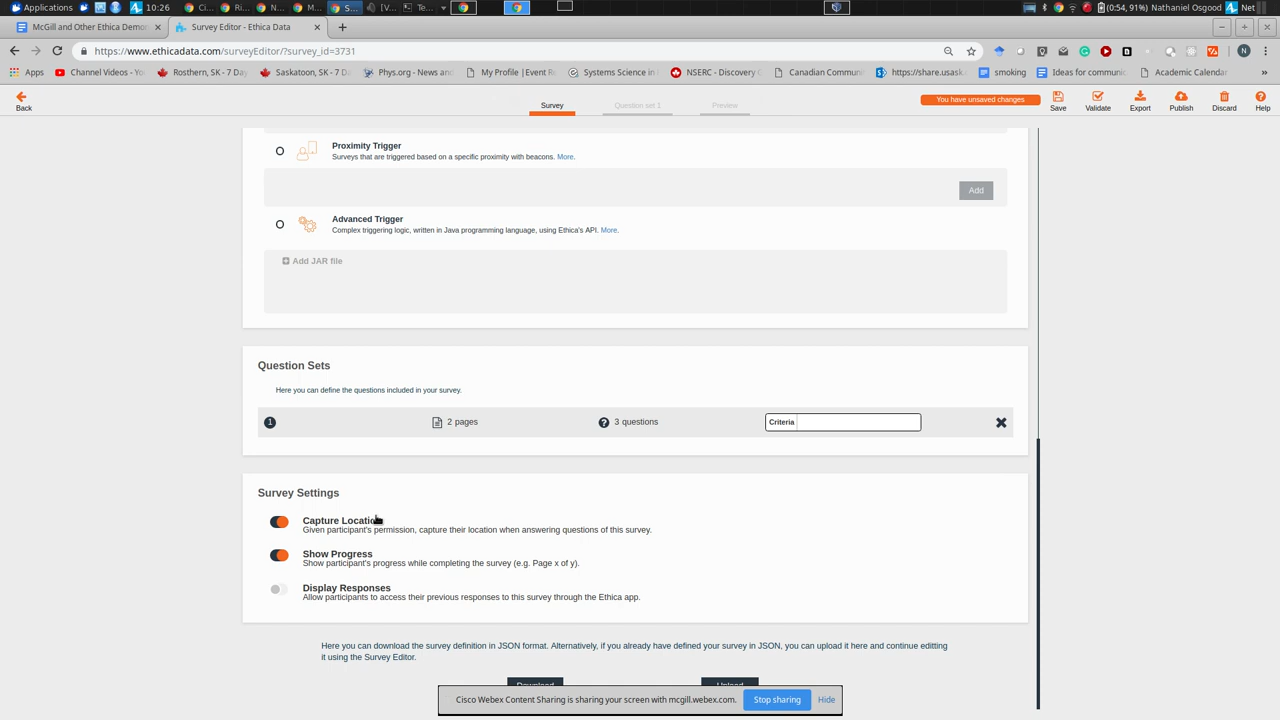 Applications
10:26
C
Ri
N
M
S
[V
Te
(0:54, 91%)
Nathaniel Osgood
Net
McGill and Other Ethica Demo
Survey Editor - Ethica Data
https://www.ethicadata.com/surveyEditor/?survey_id=3731
Apps
Channel Videos - Yo
Rosthern, SK - 7 Day
Saskatoon, SK - 7 D
Phys.org - News and
My Profile | Event R
Systems Science in
NSERC - Discovery
Canadian Commun
https://share.usask.
smoking
Ideas for communi
Academic Calendar
Back
Survey
Question set 1
Preview
You have unsaved changes
Save
Validate
Export
Publish
Discard
Help
Proximity Trigger
Surveys that are triggered based on a specific proximity with beacons. More.
Add
Advanced Trigger
Complex triggering logic, written in Java programming language, using Ethica's API. More.
Add JAR file
Question Sets
Here you can define the questions included in your survey.
1
2 pages
3 questions
Criteria
Survey Settings
Capture Location
Given participant's permission, capture their location when answering questions of this survey.
Show Progress
Show participant's progress while completing the survey (e.g. Page x of y).
Display Responses
Allow participants to access their previous responses to this survey through the Ethica app.
Here you can download the survey definition in JSON format. Alternatively, if you already have defined your survey in JSON, you can upload it here and continue editting
it using the Survey Editor.
Download
Upload
Cisco Webex Content Sharing is sharing your screen with mcgill.webex.com.
Stop sharing
Hide